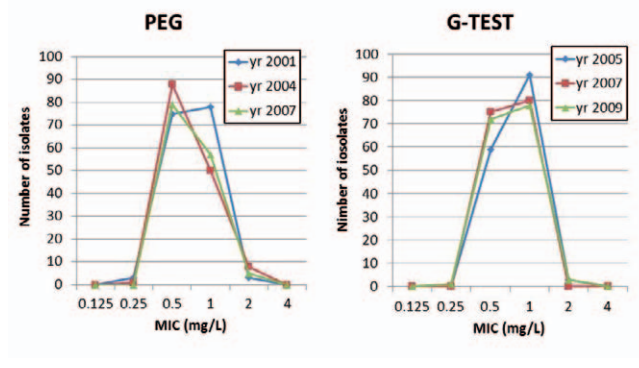 PEG
Number of isolates
100
90
80
70
60
50
40
30
20
10
0
0.125 0.25 0.5 1 2 4
MIC (mg/L)
yr 2001
yr 2004
yr 2007
G-TEST
Nimber of iosolates
100
90
80
70
60
50
40
30
20
10
0
0.125 0.25 0.5 1 2 4
MIC (mg/L)
yr 2005
yr 2007
yr 2009